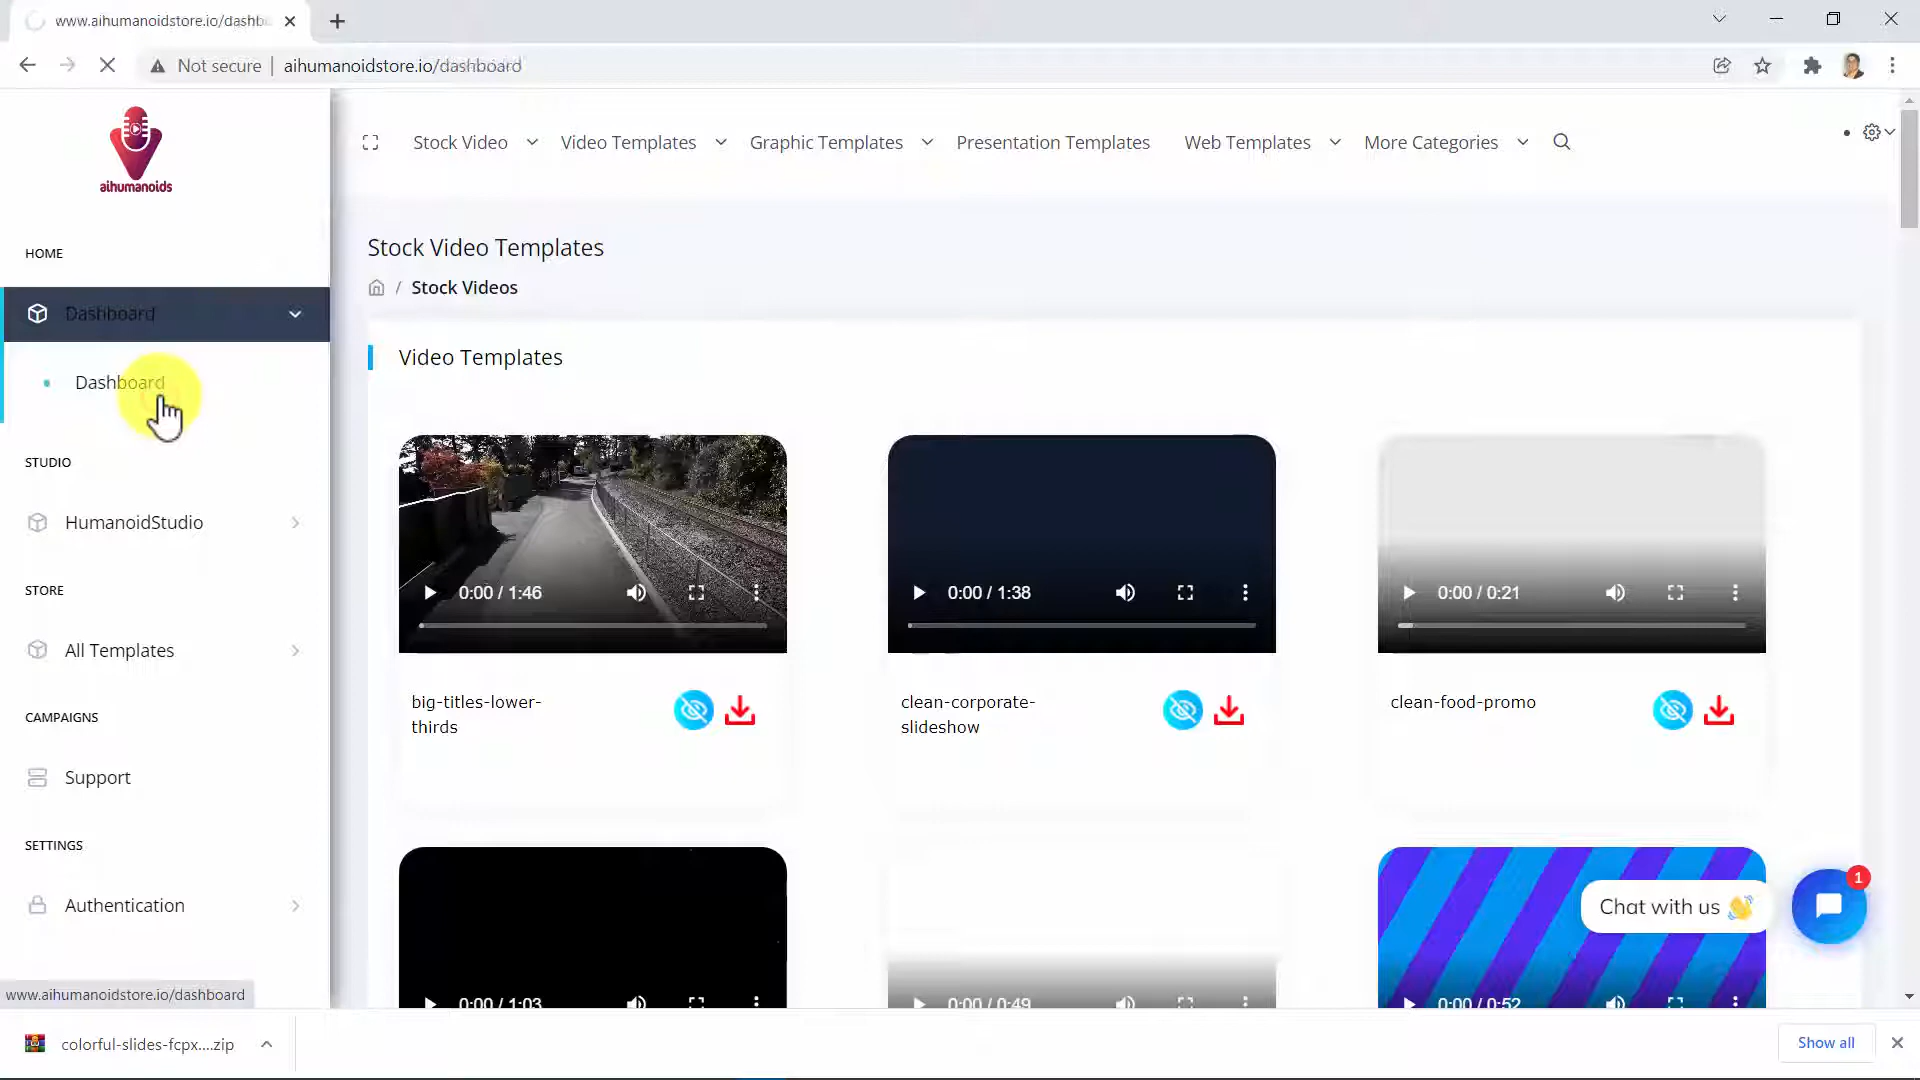 www.aihumanoidstore.io/dashb
Not secure | aihumanoidstore.io/dashboard
aihumanoids
Stock Video
Video Templates
Graphic Templates
Presentation Templates
Web Templates
More Categories
HOME
Dashboard
Dashboard
STUDIO
HumanoidStudio
STORE
All Templates
CAMPAIGNS
Support
SETTINGS
Authentication
Stock Video Templates
/ Stock Videos
Video Templates
0:00 / 1:46
0:00 / 1:38
0:00 / 0:21
big-titles-lower-
thirds
clean-corporate-
slideshow
clean-food-promo
0:00 / 1:03
0:00 / 0:49
0:00 / 0:52
Chat with us 👋
1
www.aihumanoidstore.io/dashboard
colorful-slides-fcpx....zip
Show all